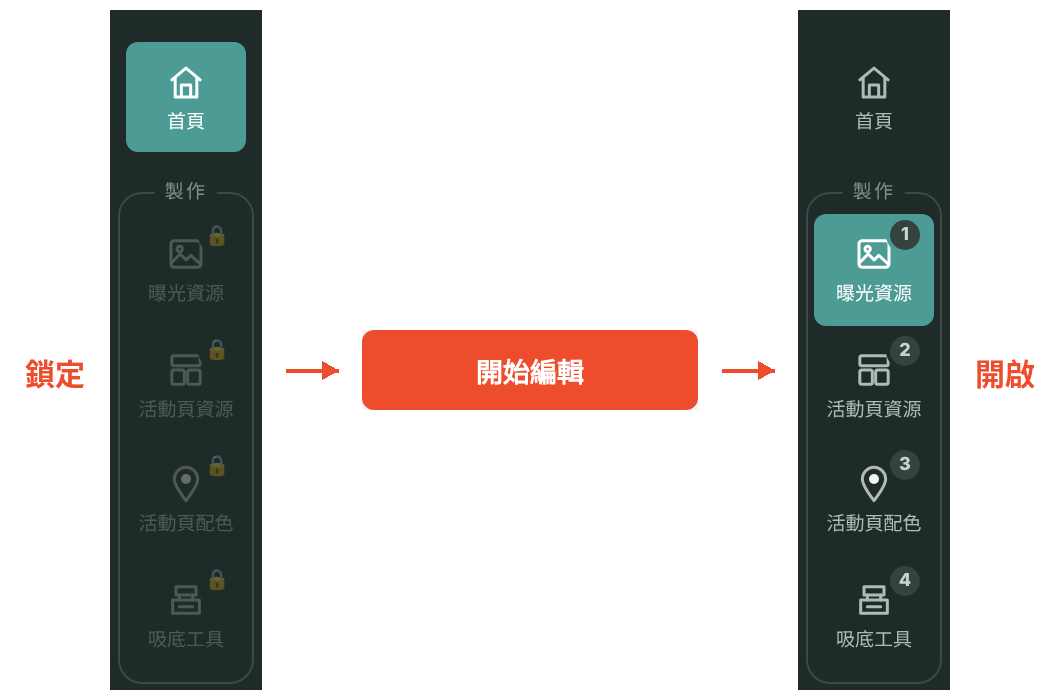 鎖定
首頁
製作
曝光資源
活動頁資源
活動頁配色
吸底工具
開始編輯
首頁
製作
1
曝光資源
2
活動頁資源
3
活動頁配色
4
吸底工具
開啟